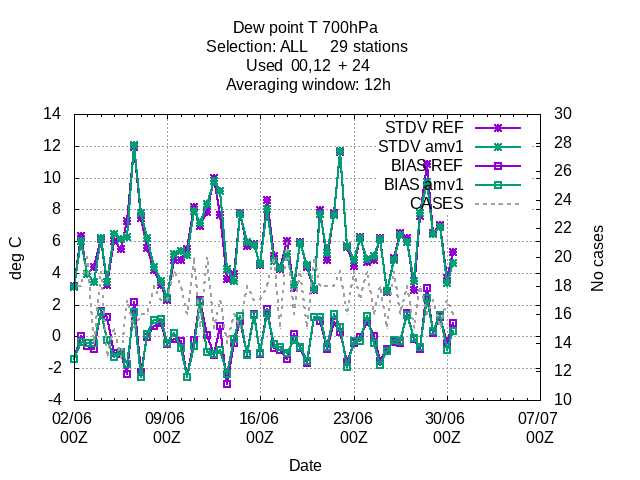 Dew point T 700hPa
Selection: ALL     29 stations
Used  00,12  + 24
Averaging window: 12h
14 30
12 28
10 26
8 24
6 22
4 20
2 18
0 16
-2 14
-4 12
10
STDV REF
STDV amv1
BIAS REF
BIAS amv1
CASES
deg C
No cases
02/06 09/06 16/06 23/06 30/06 07/07
00Z 00Z 00Z 00Z 00Z 00Z
Date